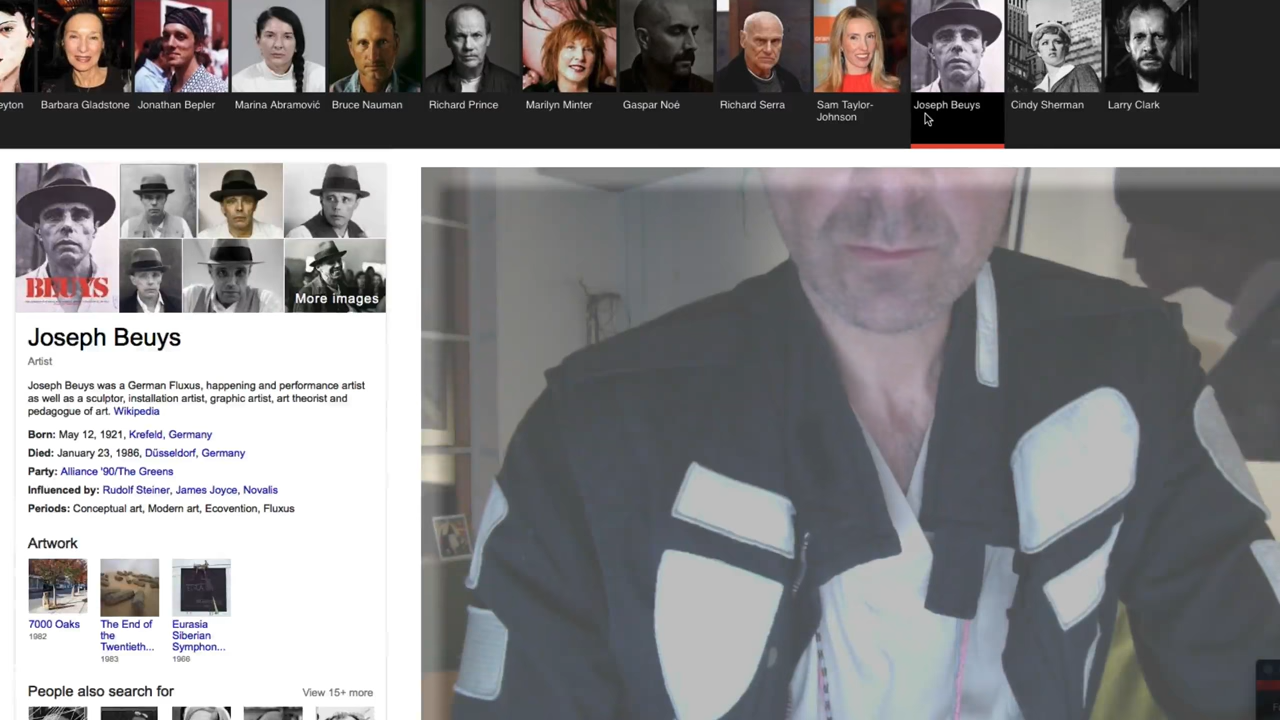 eyton
Barbara Gladstone
Jonathan Bepler
Marina Abramović
Bruce Nauman
Richard Prince
Marilyn Minter
Gaspar Noé
Richard Serra
Sam Taylor-
Johnson
Joseph Beuys
Cindy Sherman
Larry Clark
BEUYS
More images
Joseph Beuys
Artist
Joseph Beuys was a German Fluxus, happening and performance artist
as well as a sculptor, installation artist, graphic artist, art theorist and
pedagogue of art. Wikipedia
Born: May 12, 1921, Krefeld, Germany
Died: January 23, 1986, Düsseldorf, Germany
Party: Alliance '90/The Greens
Influenced by: Rudolf Steiner, James Joyce, Novalis
Periods: Conceptual art, Modern art, Ecovention, Fluxus
Artwork
7000 Oaks
1982
The End of
the
Twentieth...
1983
Eurasia
Siberian
Symphon...
1966
People also search for
View 15+ more